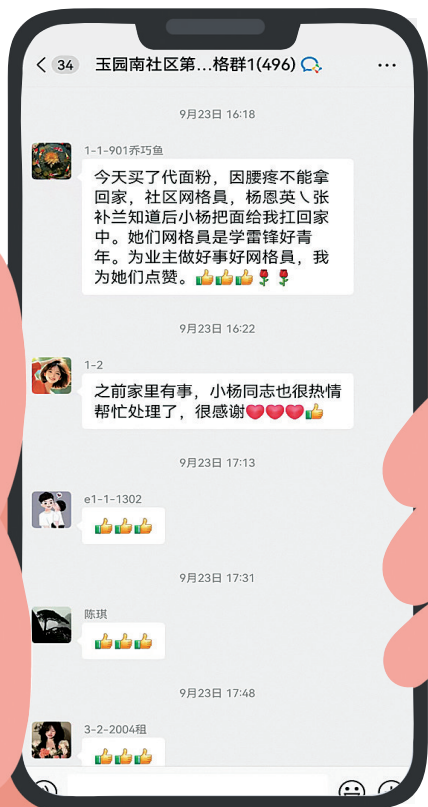 34 玉园南社区第...格群1(496)
9月23日 16:18
1-1-901乔巧鱼
今天买了代面粉，因腰疼不能拿
回家，社区网格員，杨恩英乀张
补兰知道后小杨把面给我扛回家
中。她们网格員是学雷锋好青
年。为业主做好事好网格員，我
为她们点赞。👍👍👍🌹🌹
9月23日 16:22
1-2
之前家里有事，小杨同志也很热情
帮忙处理了，很感谢❤️❤️❤️👍
9月23日 17:13
e1-1-1302
👍👍👍
9月23日 17:31
陈琪
👍👍👍
9月23日 17:48
3-2-2004租
👍👍👍